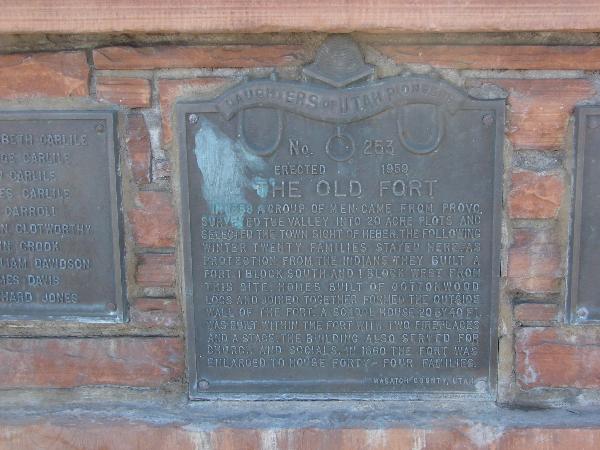 DAUGHTERS OF UTAH PIONEERS
No. 253
ERECTED 1959
THE OLD FORT
IN 1858 A GROUP OF MEN CAME FROM PROVO,
SURVEYED THE VALLEY INTO 20 ACRE PLOTS AND
SELECTED THE TOWN SIGHT OF HEBER. THE FOLLOWING
WINTER TWENTY FAMILIES STAYED HERE. AS
PROTECTION FROM THE INDIANS THEY BUILT A
FORT 1 BLOCK SOUTH AND 1 BLOCK WEST FROM
THIS SITE. HOMES BUILT OF COTTONWOOD
LOGS AND JOINED TOGETHER FORMED THE OUTSIDE
WALL OF THE FORT. A SCHOOL HOUSE 20 BY 40 FT.
WAS BUILT WITHIN THE FORT WITH TWO FIREPLACES
AND A STAGE. THE BUILDING ALSO SERVED FOR
CHURCH AND SOCIALS. IN 1860 THE FORT WAS
ENLARGED TO HOUSE FORTY-FOUR FAMILIES.
WASATCH COUNTY, UTAH
CARLILE
CARLILE
CARLILE
CARLILE
CARROLL
CLOTWORTHY
CROOK
DAVIDSON
DAVIS
JONES